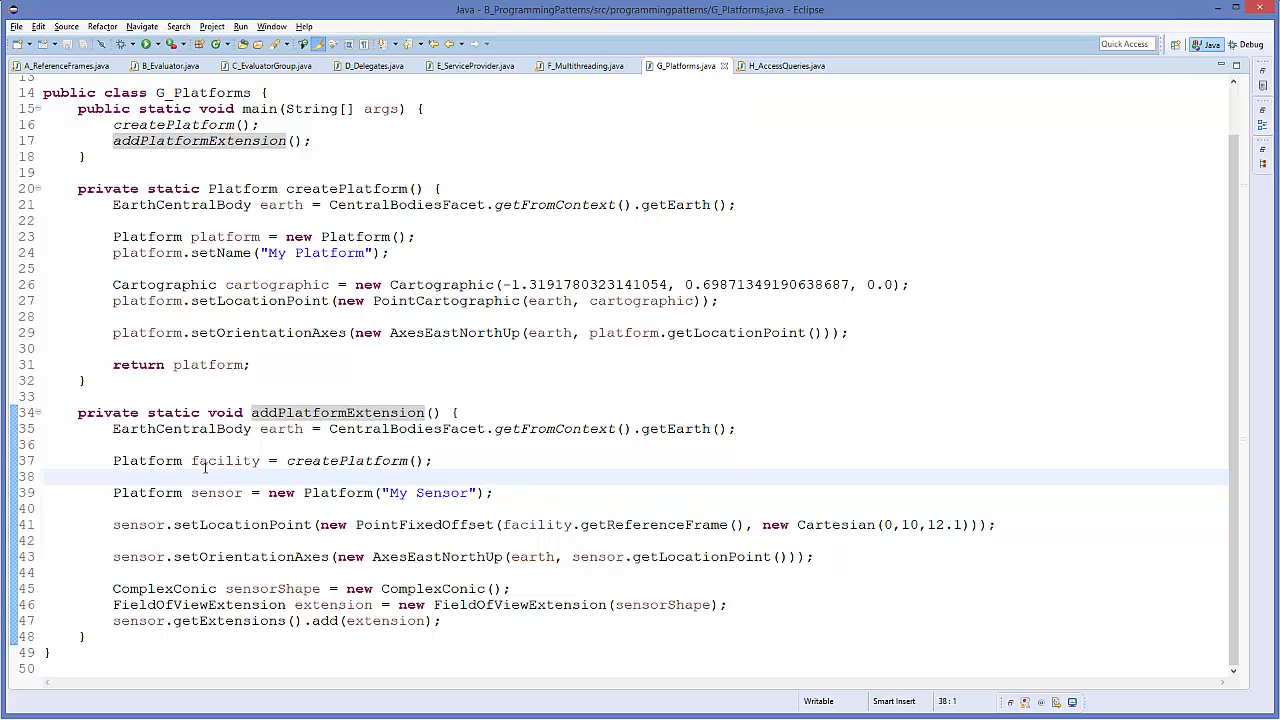 Java - B_ProgrammingPatterns/src/programmingpatterns/G_Platforms.java - Eclipse
File Edit Source Refactor Navigate Search Project Run Window Help
Quick Access Java Debug
A_ReferenceFrames.java B_Evaluator.java C_EvaluatorGroup.java D_Delegates.java E_ServiceProvider.java F_Multithreading.java G_Platforms.java H_AccessQueries.java
13
14 public class G_Platforms {
15 public static void main(String[] args) {
16 createPlatform();
17 addPlatformExtension();
18 }
19
20 private static Platform createPlatform() {
21 EarthCentralBody earth = CentralBodiesFacet.getFromContext().getEarth();
22
23 Platform platform = new Platform();
24 platform.setName("My Platform");
25
26 Cartographic cartographic = new Cartographic(-1.3191780323141054, 0.69871349190638687, 0.0);
27 platform.setLocationPoint(new PointCartographic(earth, cartographic));
28
29 platform.setOrientationAxes(new AxesEastNorthUp(earth, platform.getLocationPoint()));
30
31 return platform;
32 }
33
34 private static void addPlatformExtension() {
35 EarthCentralBody earth = CentralBodiesFacet.getFromContext().getEarth();
36
37 Platform facility = createPlatform();
38
39 Platform sensor = new Platform("My Sensor");
40
41 sensor.setLocationPoint(new PointFixedOffset(facility.getReferenceFrame(), new Cartesian(0,10,12.1)));
42
43 sensor.setOrientationAxes(new AxesEastNorthUp(earth, sensor.getLocationPoint()));
44
45 ComplexConic sensorShape = new ComplexConic();
46 FieldOfViewExtension extension = new FieldOfViewExtension(sensorShape);
47 sensor.getExtensions().add(extension);
48 }
49 }
50
Writable Smart Insert 38 : 1